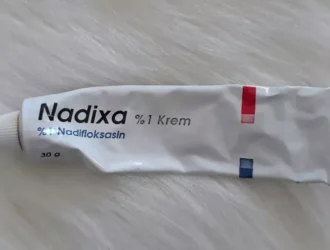 Nadixa %1 Krem
%1 Nadifloksasin
30 g